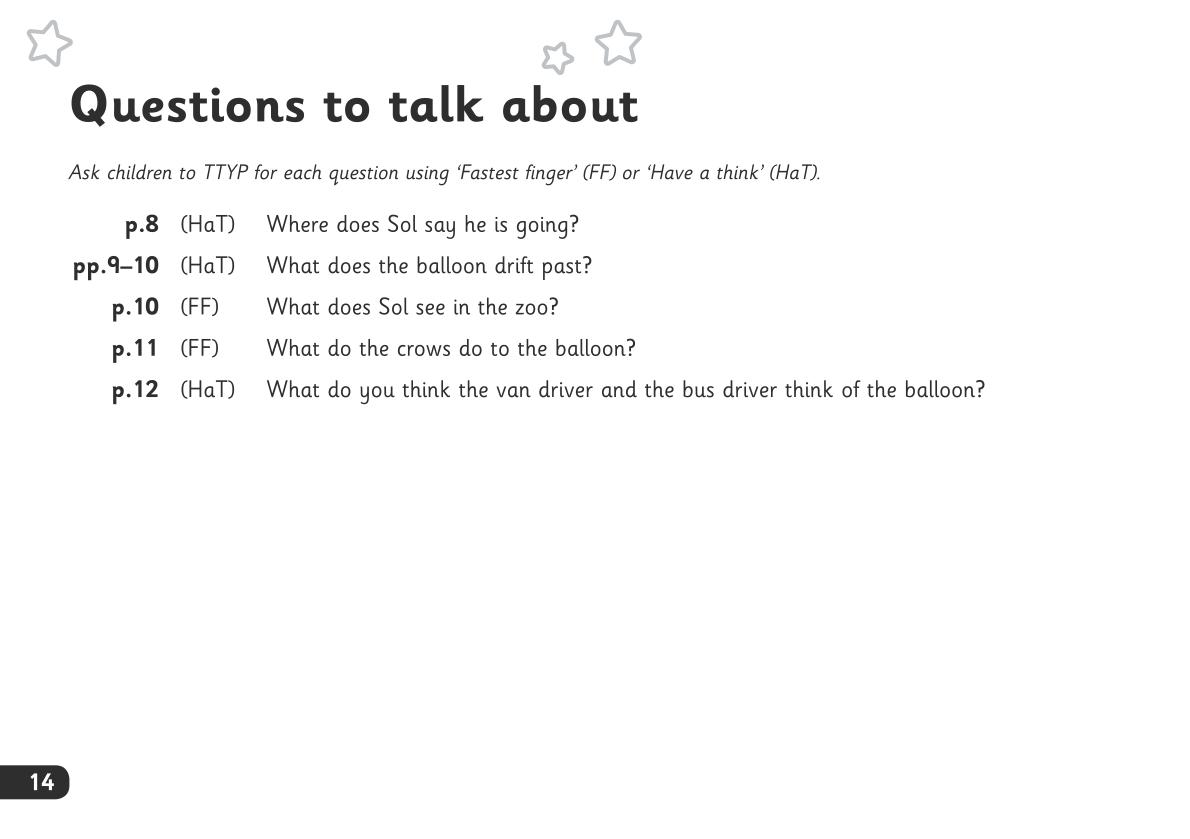 Questions to talk about
Ask children to TTYP for each question using ‘Fastest finger’ (FF) or ‘Have a think’ (HaT).
p.8 (HaT) Where does Sol say he is going?
pp.9–10 (HaT) What does the balloon drift past?
p.10 (FF) What does Sol see in the zoo?
p.11 (FF) What do the crows do to the balloon?
p.12 (HaT) What do you think the van driver and the bus driver think of the balloon?
14